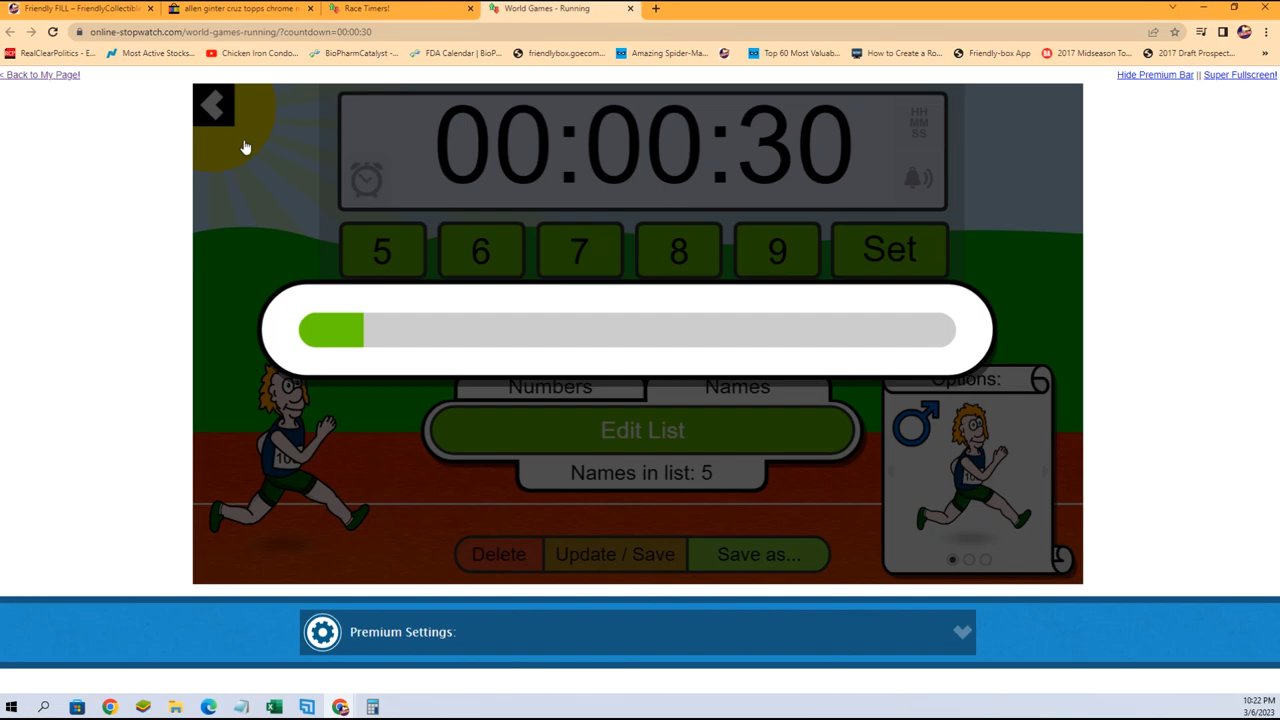 Friendly FILL – FriendlyCollectible
allen ginter cruz topps chrome m
Race Timers!
World Games - Running
online-stopwatch.com/world-games-running/?countdown=00:00:30
RealClearPolitics - E...
Most Active Stocks...
Chicken Iron Condo...
BioPharmCatalyst -...
FDA Calendar | BioP...
friendlybox.goecom...
Amazing Spider-Ma...
Top 60 Most Valuab...
How to Create a Ro...
Friendly-box App
2017 Midseason To...
2017 Draft Prospect...
»
< Back to My Page!
Hide Premium Bar || Super Fullscreen!
00:00:30
HH
MM
SS
5 6 7 8 9 Set
Numbers
Names
Options:
Edit List
Names in list: 5
Delete
Update / Save
Save as...
Premium Settings:
10:22 PM
3/6/2023